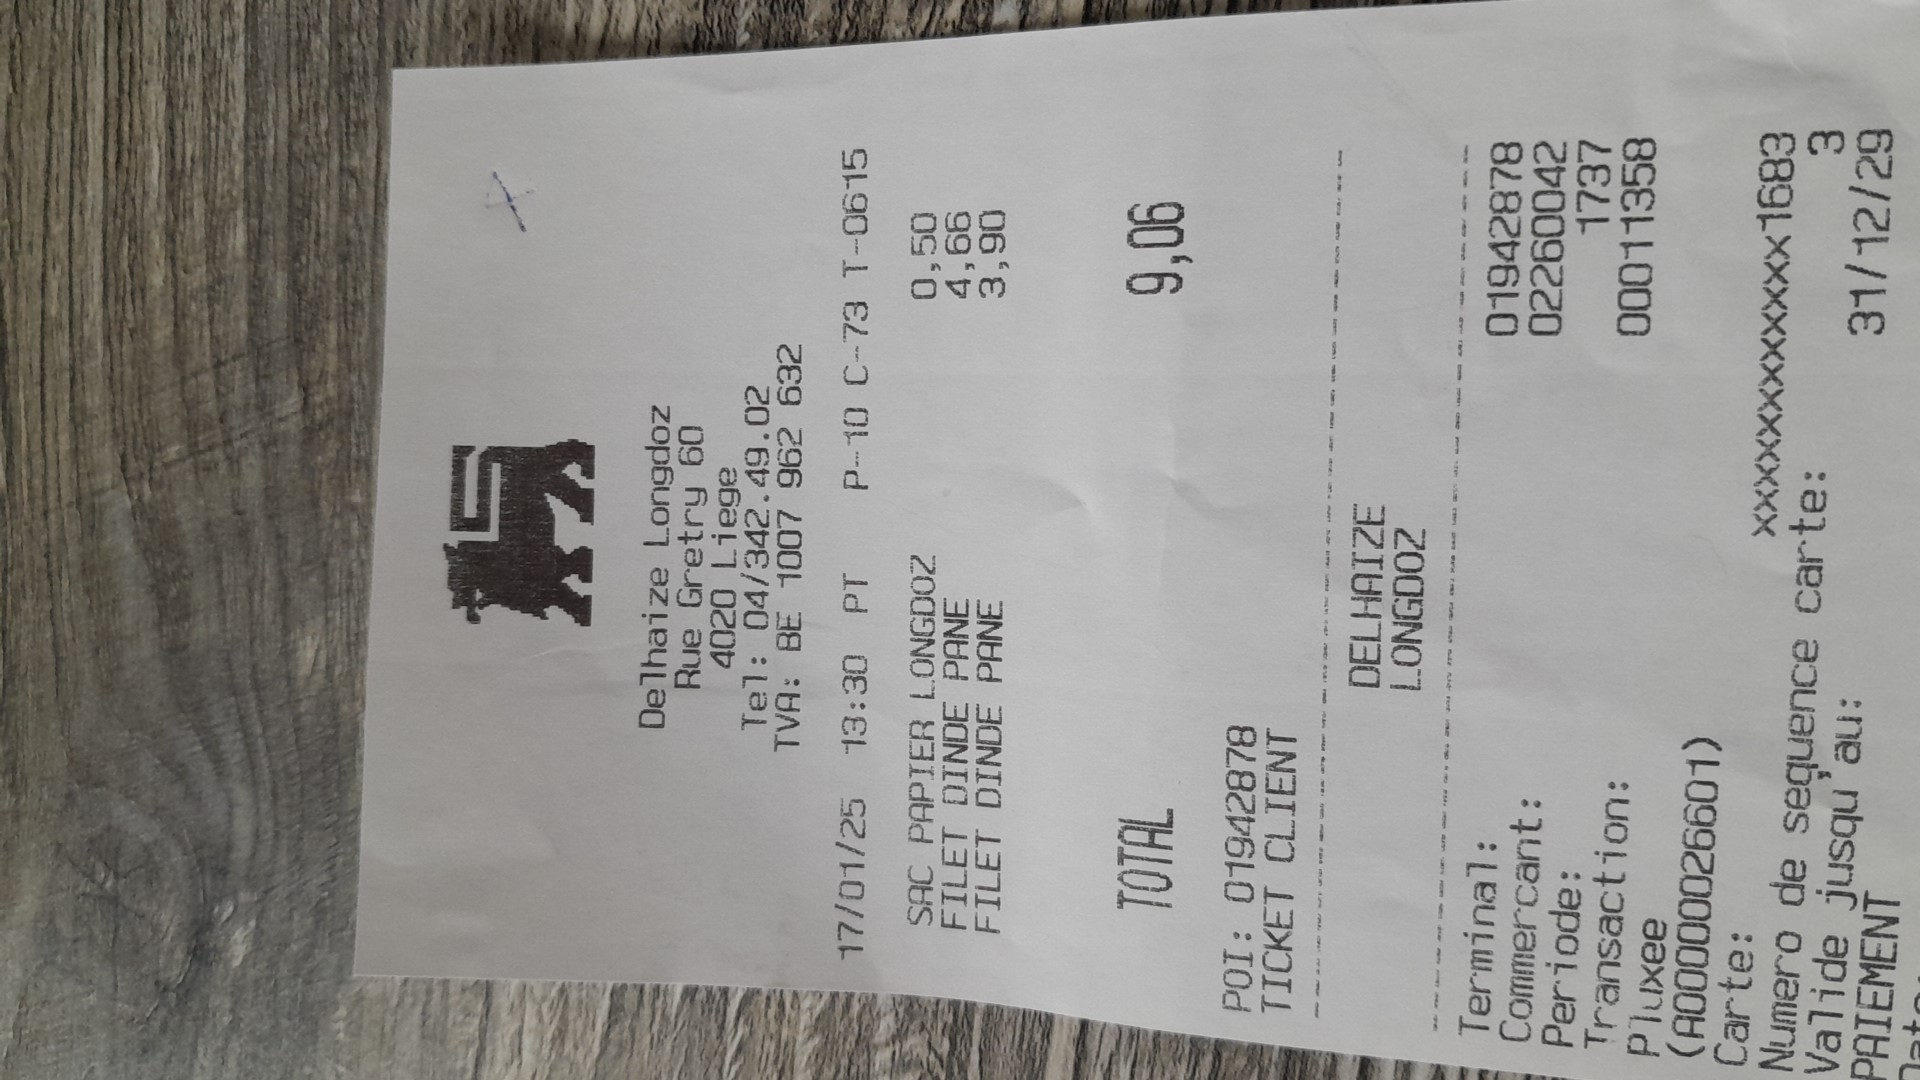 Delhaize Longdoz
Rue Gretry 60
4020 Liege
Tel: 04/342.49.02
TVA: BE 1007 962 632
17/01/25 13:30 PT P-10 C-73 T-0615
SAC PAPIER LONGDOZ 0,50
FILET DINDE PANE 4,66
FILET DINDE PANE 3,90
TOTAL 9,06
POI: 01942878
TICKET CLIENT
DELHAIZE
LONGDOZ
Terminal: 01942878
Commercant: 02260042
Periode: 1737
Transaction: 00011358
Pluxee
(A0000000266601)
Carte: xxxxxxxxxxxxxxx1683
Numero de sequence carte: 3
Valide jusqu'au: 31/12/29
PAIEMENT